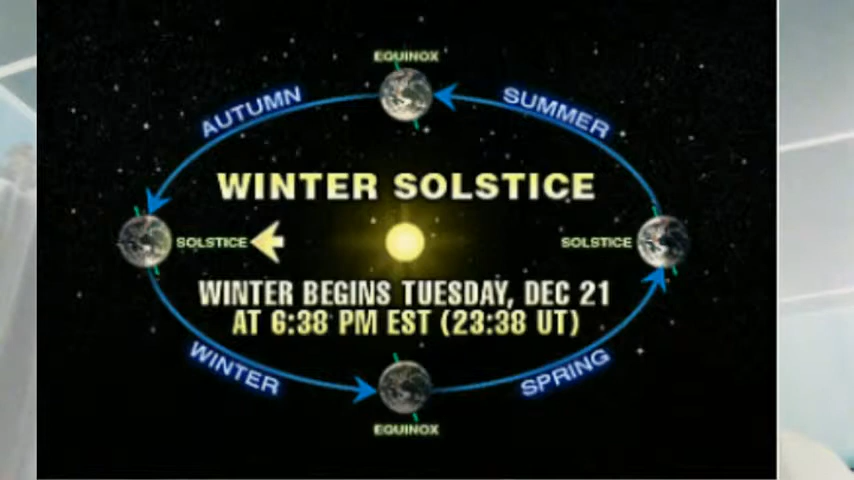 EQUINOX
AUTUMN
SUMMER
WINTER SOLSTICE
SOLSTICE
SOLSTICE
WINTER BEGINS TUESDAY, DEC 21
AT 6:38 PM EST (23:38 UT)
WINTER
SPRING
EQUINOX